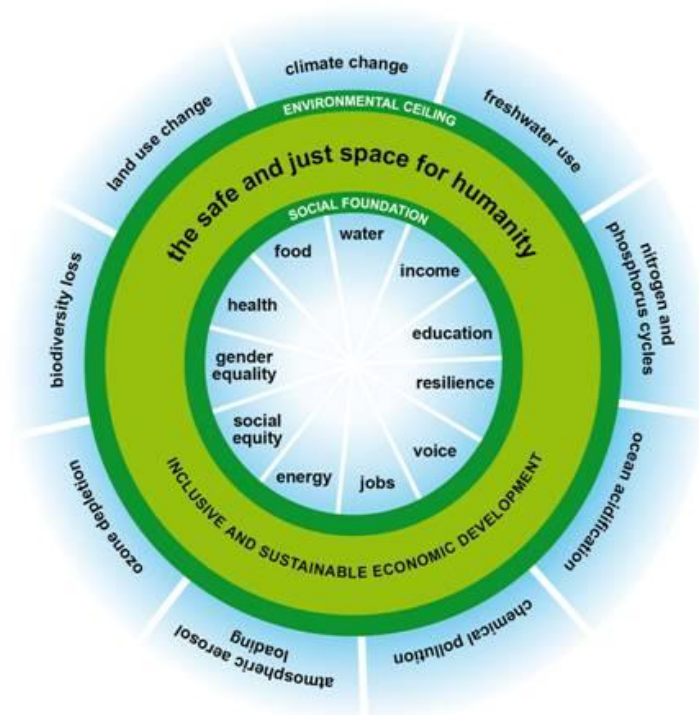 climate change
freshwater use
nitrogen and
phosphorus cycles
ocean acidification
chemical pollution
atmospheric aerosol
loading
ozone depletion
biodiversity loss
land use change
ENVIRONMENTAL CEILING
the safe and just space for humanity
SOCIAL FOUNDATION
water
income
education
resilience
voice
jobs
energy
social
equity
gender
equality
health
food
INCLUSIVE AND SUSTAINABLE ECONOMIC DEVELOPMENT